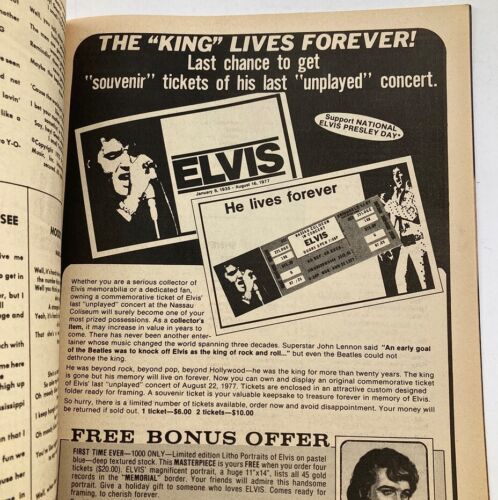 THE "KING" LIVES FOREVER!
Last chance to get
"souvenir" tickets of his last "unplayed" concert.
Support NATIONAL
ELVIS PRESLEY DAY
ELVIS
January 8, 1935 - August 16, 1977
He lives forever
NASSAU COLISEUM
IN CONCERT
ELVIS
Whether you are a serious collector of
Elvis memorabilia or a dedicated fan,
owning a commemorative ticket of Elvis'
last "unplayed" concert at the Nassau
Coliseum will surely become one of your
most prized possessions. As a collector's
item, it may increase in value in years to
come. There has never been another enter-
tainer whose music changed the world spanning three decades. Superstar John Lennon said "An early goal
of the Beatles was to knock off Elvis as the king of rock and roll..." but even the Beatles could not
dethrone the king.
He was beyond rock, beyond pop, beyond Hollywood—he was the king for more than twenty years. The king
is gone but his memory will live on forever. Now you can own and display an original commemorative ticket
of Elvis' last "unplayed" concert of August 22, 1977. Tickets are enclosed in an attractive custom designed
folder ready for framing. A souvenir ticket is your valuable keepsake to treasure forever in memory of Elvis.
So hurry, there is a limited number of tickets available, order now and avoid disappointment. Your money will
be returned if sold out. 1 ticket—$6.00 2 tickets—$10.00
FREE BONUS OFFER
FIRST TIME EVER—1000 ONLY—Limited edition Litho Portraits of Elvis on pastel
blue—deep textured stock. This MASTERPIECE is yours FREE when you order four
tickets ($20.00). ELVIS' magnificent portrait, a huge 11"x14", lists all 45 gold
records in the "MEMORIAL" border. Your friends will admire this handsome
portrait. Give a holiday gift to someone who loves ELVIS. Comes ready for
framing, to cherish forever.